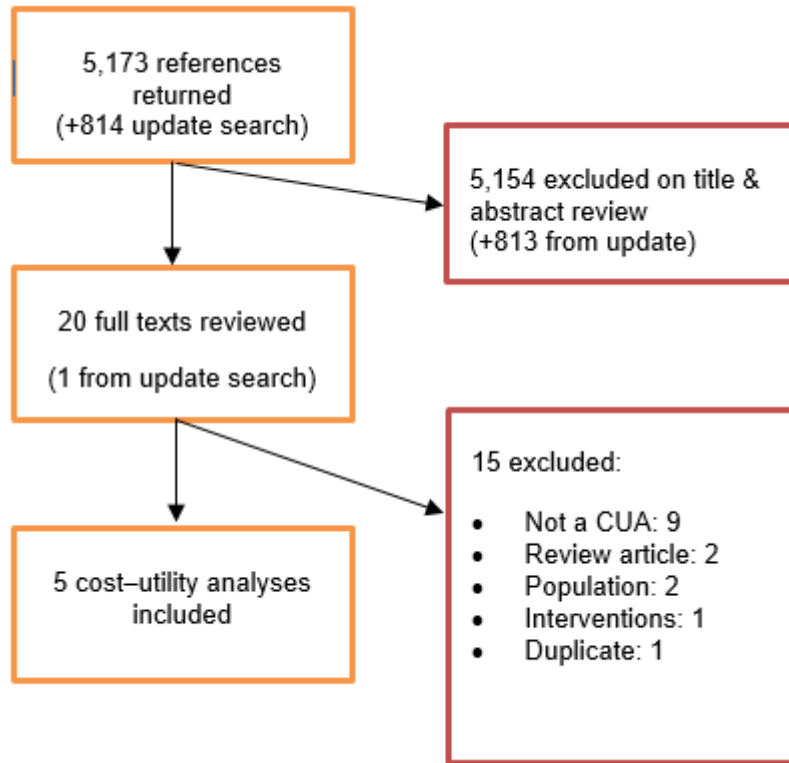 5,173 references
returned
(+814 update search)
5,154 excluded on title &
abstract review
(+813 from update)
20 full texts reviewed
(1 from update search)
15 excluded:
• Not a CUA: 9
• Review article: 2
• Population: 2
• Interventions: 1
• Duplicate: 1
5 cost–utility analyses
included